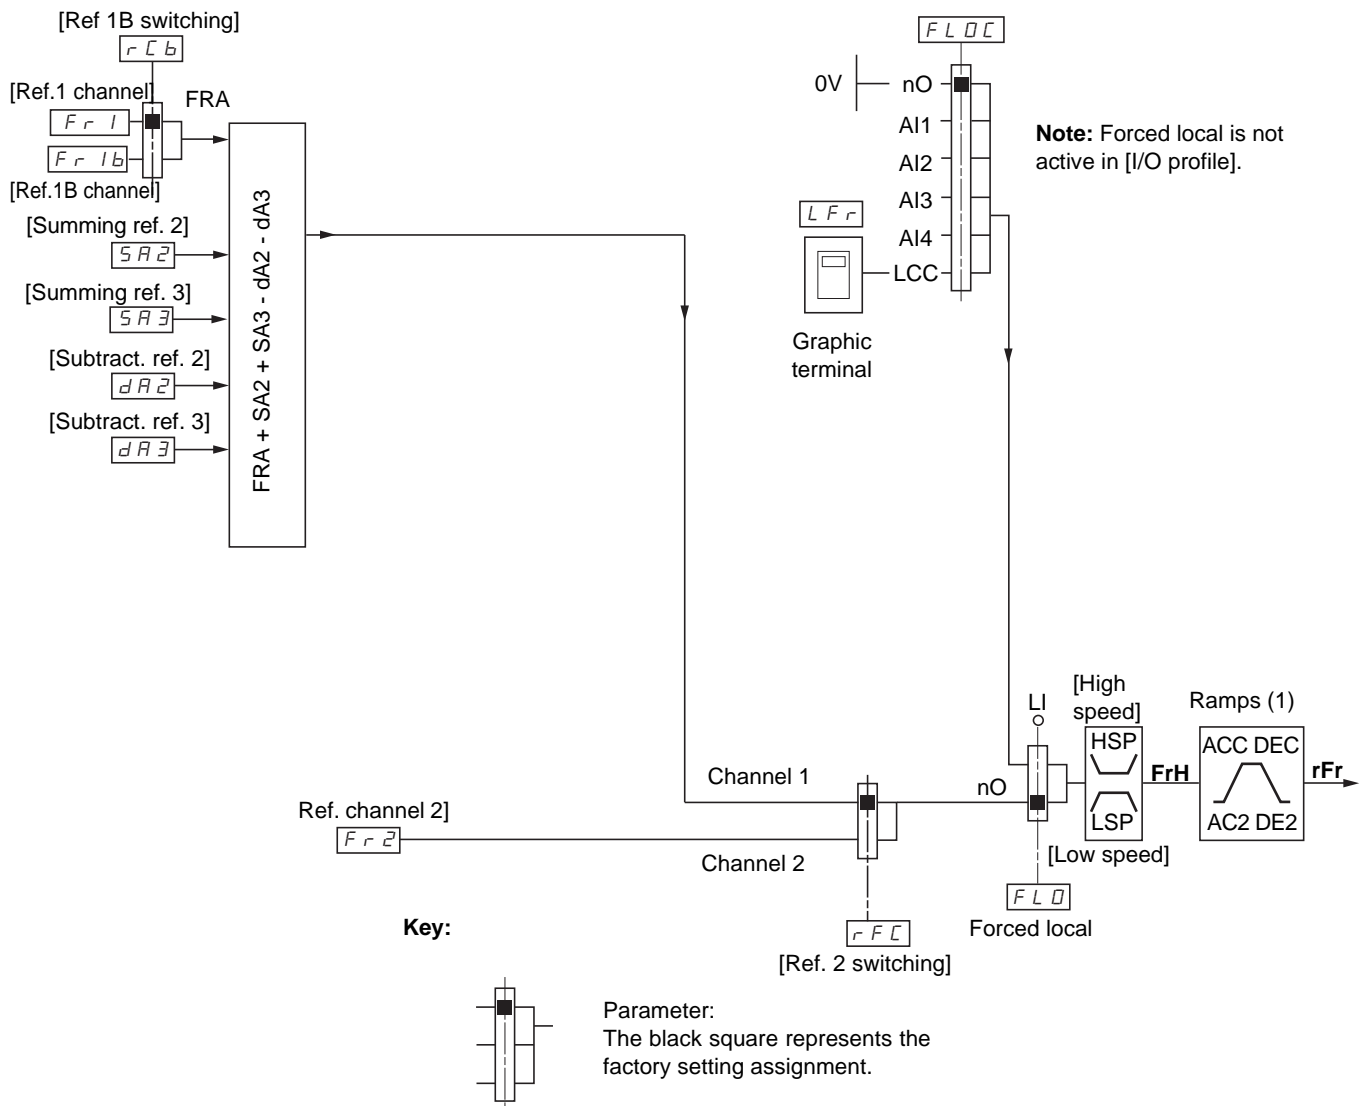 [Ref 1B switching]
rCb
[Ref.1 channel]
FRA
Fr1
Fr1b
[Ref.1B channel]
[Summing ref. 2]
SA2
[Summing ref. 3]
SA3
[Subtract. ref. 2]
dA2
[Subtract. ref. 3]
dA3
FRA + SA2 + SA3 - dA2 - dA3
FLOC
0V
nO
AI1
AI2
AI3
AI4
LCC
LFr
Graphic
terminal
Note: Forced local is not
active in [I/O profile].
Channel 1
Ref. channel 2]
Fr2
Channel 2
rFC
[Ref. 2 switching]
nO
LI
FLO
Forced local
[High
speed]
HSP
LSP
[Low speed]
FrH
Ramps (1)
ACC DEC
AC2 DE2
rFr
Key:
Parameter:
The black square represents the
factory setting assignment.